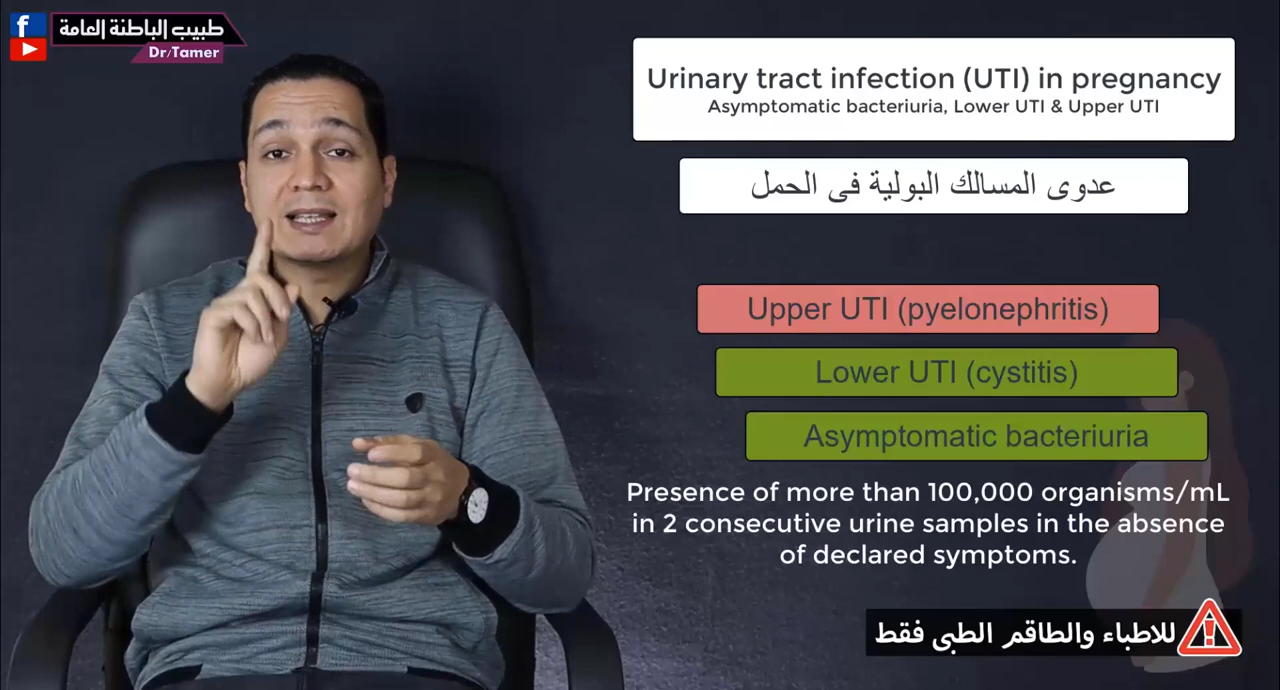 طبيب الباطنة العامة
Dr/Tamer
Urinary tract infection (UTI) in pregnancy
Asymptomatic bacteriuria, Lower UTI & Upper UTI
عدوى المسالك البولية فى الحمل
Upper UTI (pyelonephritis)
Lower UTI (cystitis)
Asymptomatic bacteriuria
Presence of more than 100,000 organisms/mL
in 2 consecutive urine samples in the absence
of declared symptoms.
للاطباء والطاقم الطبى فقط